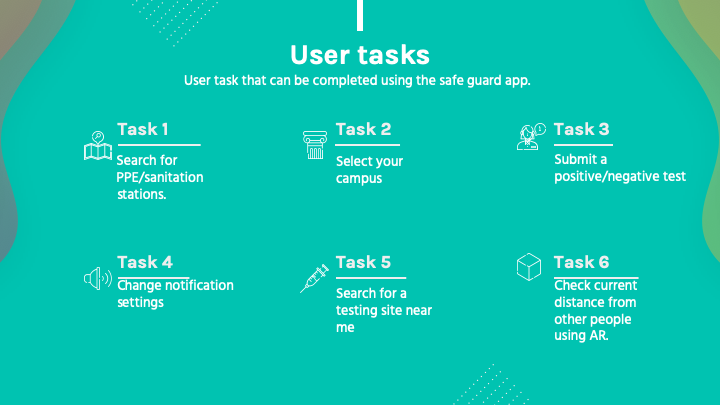 User tasks
User task that can be completed using the safe guard app.
Task 1
Search for
PPE/sanitation
stations.
Task 2
Select your
campus
Task 3
Submit a
positive/negative test
Task 4
Change notification
settings
Task 5
Search for a
testing site near
me
Task 6
Check current
distance from
other people
using AR.